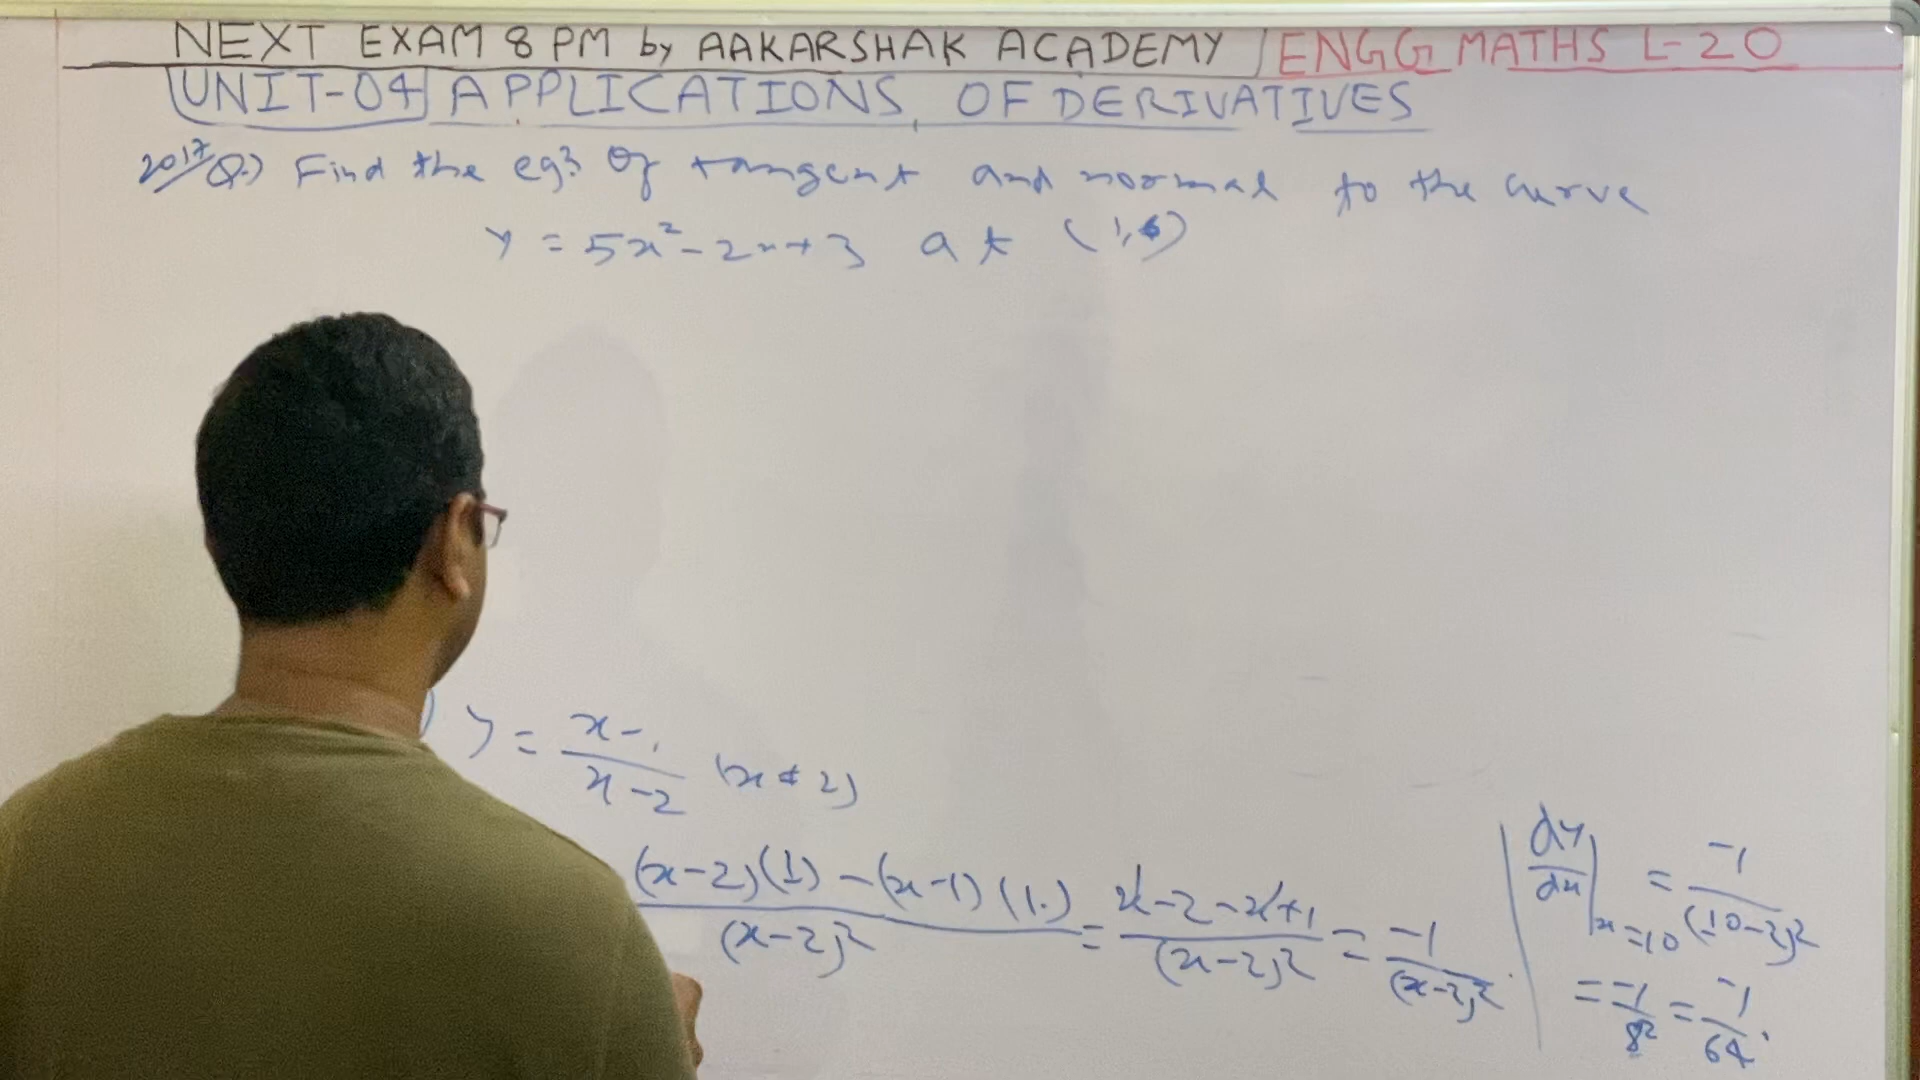 NEXT EXAM 8 PM by AAKARSHAK ACADEMY ENGG MATHS L-20
UNIT-04 APPLICATIONS OF DERIVATIVES
2017 Q.) Find the eqn of tangent and normal to the curve
y = 5x² - 2x + 3 at (1,6)
) y = x-1 / x-2 (x ≠ 2)
(x-2)(1) - (x-1)(1.) / (x-2)² = x-2-x+1 / (x-2)² = -1 / (x-2)²
dy/dx | x=10 = -1 / (10-2)²
= -1/8² = -1/64.